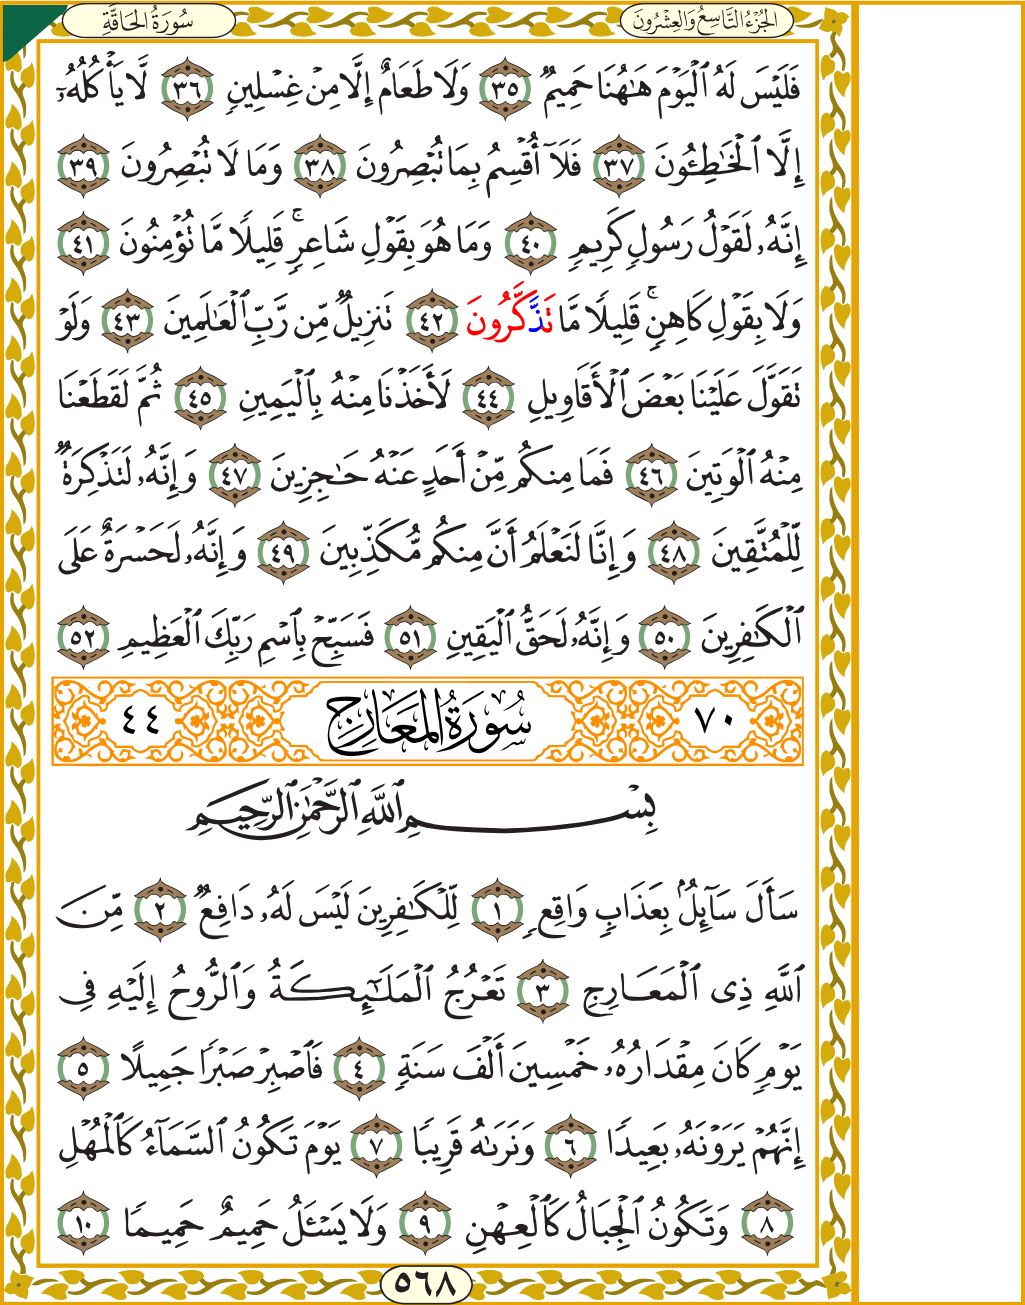 الجُزْءُ التَّاسِعُ وَالعِشْرُونَ
سُورَةُ الحَاقَّةِ
فَلَيْسَ لَهُ ٱلْيَوْمَ هَٰهُنَا حَمِيمٌ ٣٥ وَلَا طَعَامٌ إِلَّا مِنْ غِسْلِينٍ ٣٦ لَّا يَأْكُلُهُۥٓ
إِلَّا ٱلْخَٰطِـُٔونَ ٣٧ فَلَآ أُقْسِمُ بِمَا تُبْصِرُونَ ٣٨ وَمَا لَا تُبْصِرُونَ ٣٩
إِنَّهُۥ لَقَوْلُ رَسُولٍ كَرِيمٍ ٤٠ وَمَا هُوَ بِقَوْلِ شَاعِرٍ ۚ قَلِيلًا مَّا تُؤْمِنُونَ ٤١
وَلَا بِقَوْلِ كَاهِنٍ ۚ قَلِيلًا مَّا تَذَّكَّرُونَ ٤٢ تَنزِيلٌ مِّن رَّبِّ ٱلْعَٰلَمِينَ ٤٣ وَلَوْ
تَقَوَّلَ عَلَيْنَا بَعْضَ ٱلْأَقَاوِيلِ ٤٤ لَأَخَذْنَا مِنْهُ بِٱلْيَمِينِ ٤٥ ثُمَّ لَقَطَعْنَا
مِنْهُ ٱلْوَتِينَ ٤٦ فَمَا مِنكُم مِّنْ أَحَدٍ عَنْهُ حَٰجِزِينَ ٤٧ وَإِنَّهُۥ لَتَذْكِرَةٌ
لِّلْمُتَّقِينَ ٤٨ وَإِنَّا لَنَعْلَمُ أَنَّ مِنكُم مُّكَذِّبِينَ ٤٩ وَإِنَّهُۥ لَحَسْرَةٌ عَلَى
ٱلْكَٰفِرِينَ ٥٠ وَإِنَّهُۥ لَحَقُّ ٱلْيَقِينِ ٥١ فَسَبِّحْ بِٱسْمِ رَبِّكَ ٱلْعَظِيمِ ٥٢
٧٠ سُورَةُ المَعَارِجِ ٤٤
بِسْمِ ٱللَّهِ ٱلرَّحْمَٰنِ ٱلرَّحِيمِ
سَأَلَ سَآئِلٌۢ بِعَذَابٍ وَاقِعٍ ١ لِّلْكَٰفِرِينَ لَيْسَ لَهُۥ دَافِعٌ ٢ مِّنَ
ٱللَّهِ ذِى ٱلْمَعَارِجِ ٣ تَعْرُجُ ٱلْمَلَٰٓئِكَةُ وَٱلرُّوحُ إِلَيْهِ فِى
يَوْمٍ كَانَ مِقْدَارُهُۥ خَمْسِينَ أَلْفَ سَنَةٍ ٤ فَٱصْبِرْ صَبْرًا جَمِيلًا ٥
إِنَّهُمْ يَرَوْنَهُۥ بَعِيدًا ٦ وَنَرَىٰهُ قَرِيبًا ٧ يَوْمَ تَكُونُ ٱلسَّمَآءُ كَٱلْمُهْلِ
٨ وَتَكُونُ ٱلْجِبَالُ كَٱلْعِهْنِ ٩ وَلَا يَسْـَٔلُ حَمِيمٌ حَمِيمًا ١٠
٥٦٨